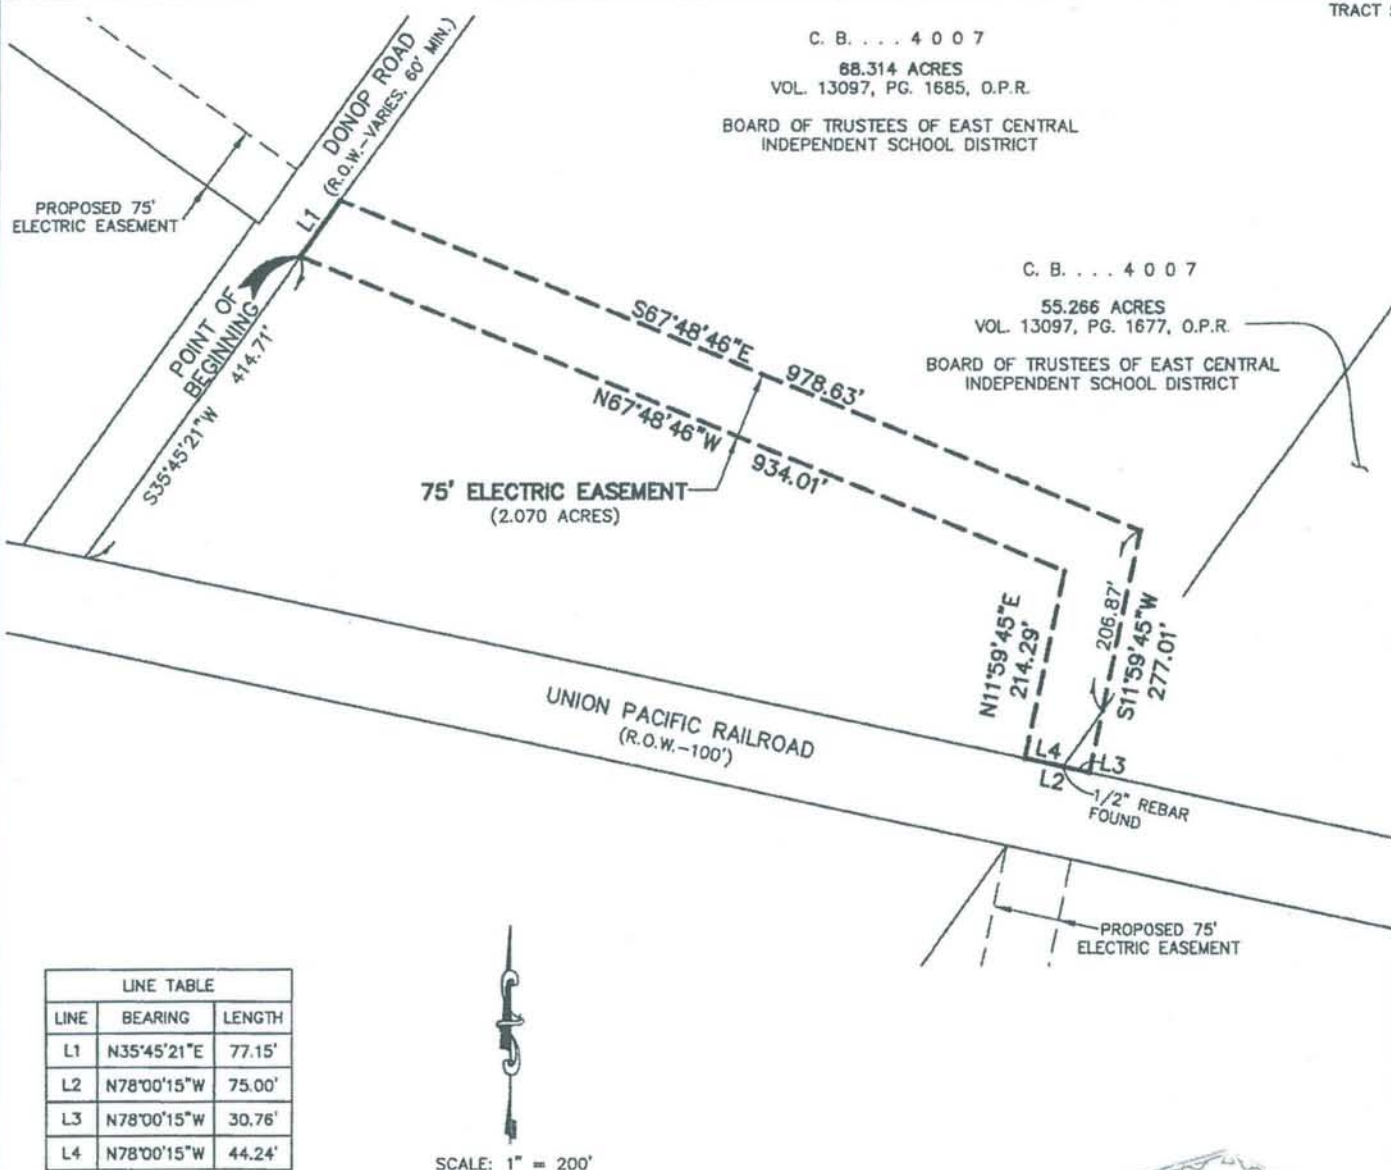 TRACT
C. B. . . . 4 0 0 7
68.314 ACRES
VOL. 13097, PG. 1685, O.P.R.
BOARD OF TRUSTEES OF EAST CENTRAL
INDEPENDENT SCHOOL DISTRICT
DONOP ROAD
(R.O.W.-VARIES, 60' MIN.)
PROPOSED 75'
ELECTRIC EASEMENT
L1
POINT OF
BEGINNING
S35°45'21"W 414.71'
C. B. . . . 4 0 0 7
55.266 ACRES
VOL. 13097, PG. 1677, O.P.R.
BOARD OF TRUSTEES OF EAST CENTRAL
INDEPENDENT SCHOOL DISTRICT
S67°48'46"E 978.63'
N67°48'46"W 934.01'
75' ELECTRIC EASEMENT
(2.070 ACRES)
N11°59'45"E
214.29'
206.87'
S11°59'45"W
277.01'
UNION PACIFIC RAILROAD
(R.O.W.-100')
L4
L3
L2
1/2" REBAR
FOUND
PROPOSED 75'
ELECTRIC EASEMENT
LINE TABLE
LINE BEARING LENGTH
L1 N35°45'21"E 77.15'
L2 N78°00'15"W 75.00'
L3 N78°00'15"W 30.76'
L4 N78°00'15"W 44.24'
SCALE: 1" = 200'